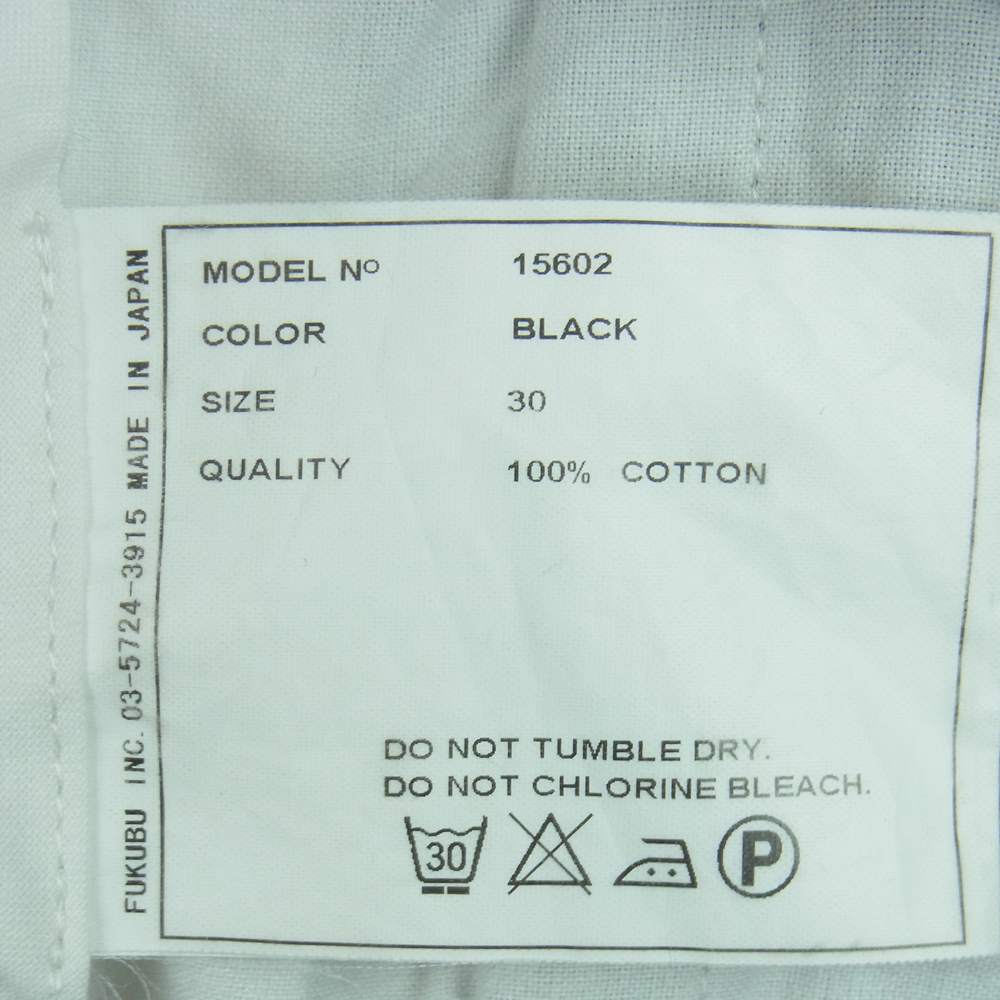 MODEL Nº 15602
COLOR BLACK
SIZE 30
QUALITY 100% COTTON
DO NOT TUMBLE DRY.
DO NOT CHLORINE BLEACH.
30 P
FUKUBU INC. 03-5724-3915 MADE IN JAPAN